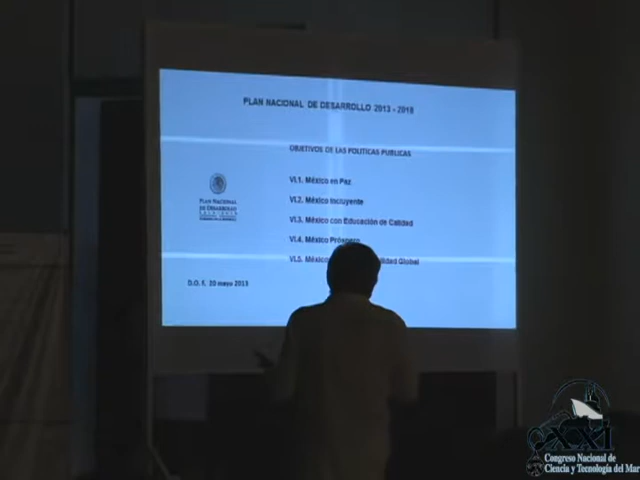 PLAN NACIONAL DE DESARROLLO 2013 - 2018
OBJETIVOS DE LAS POLITICAS PUBLICAS
VI.1. México en Paz
VI.2. México Incluyente
VI.3. México con Educación de Calidad
VI.4. México Próspero
VI.5. México Global
PLAN NACIONAL
DE DESARROLLO
D.O. F. 20 mayo 2013
XXI
Congreso Nacional de
Ciencia y Tecnología del Mar